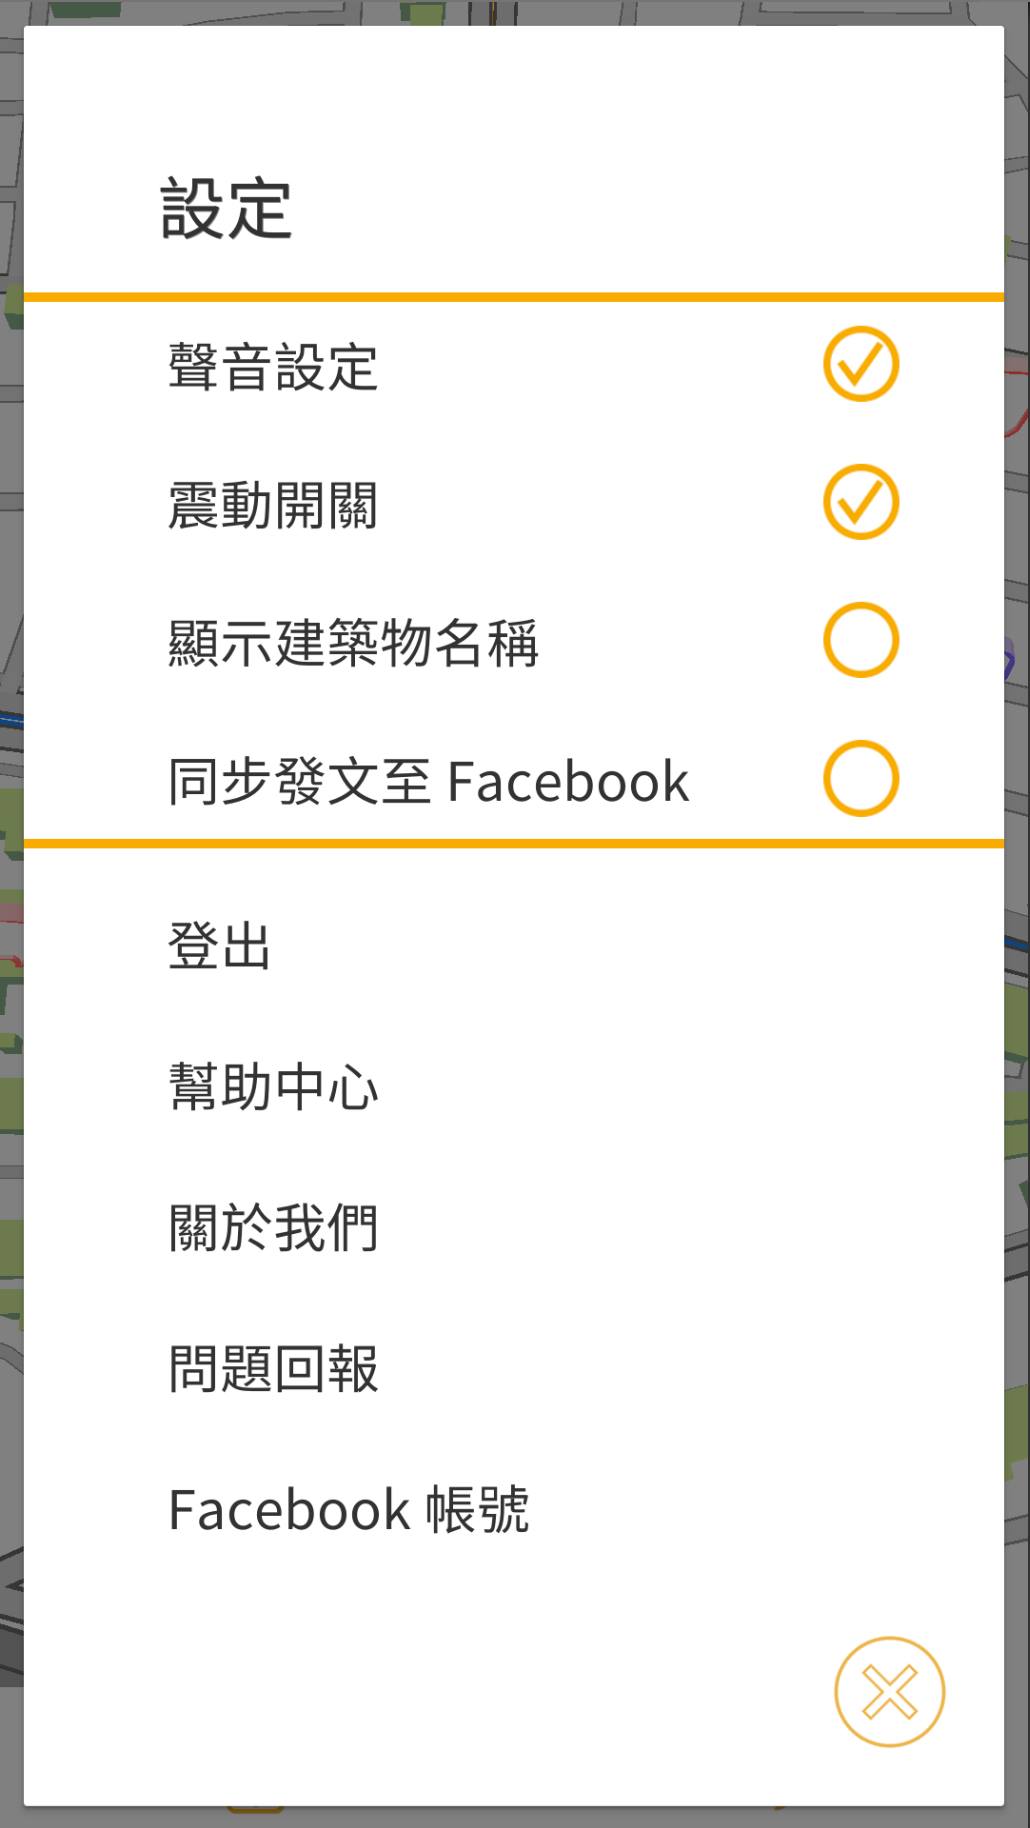 設定
聲音設定
震動開關
顯示建築物名稱
同步發文至 Facebook
登出
幫助中心
關於我們
問題回報
Facebook 帳號